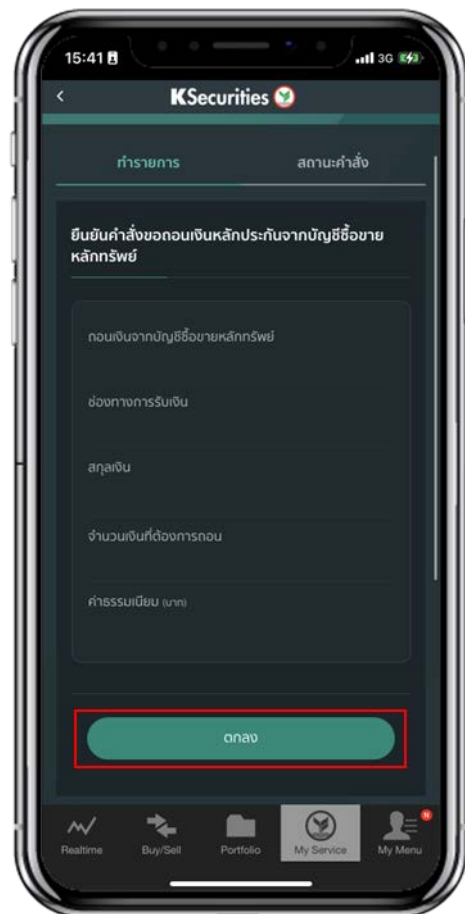 15:41
3G
KSecurities
ทำรายการ
สถานะคำสั่ง
ยืนยันคำสั่งขอถอนเงินหลักประกันจากบัญชีซื้อขาย
หลักทรัพย์
ถอนเงินจากบัญชีซื้อขายหลักทรัพย์
ช่องทางการรับเงิน
สกุลเงิน
จำนวนเงินที่ต้องการถอน
ค่าธรรมเนียม (บาท)
ตกลง
N
Realtime
Buy/Sell
Portfolio
My Service
My Menu